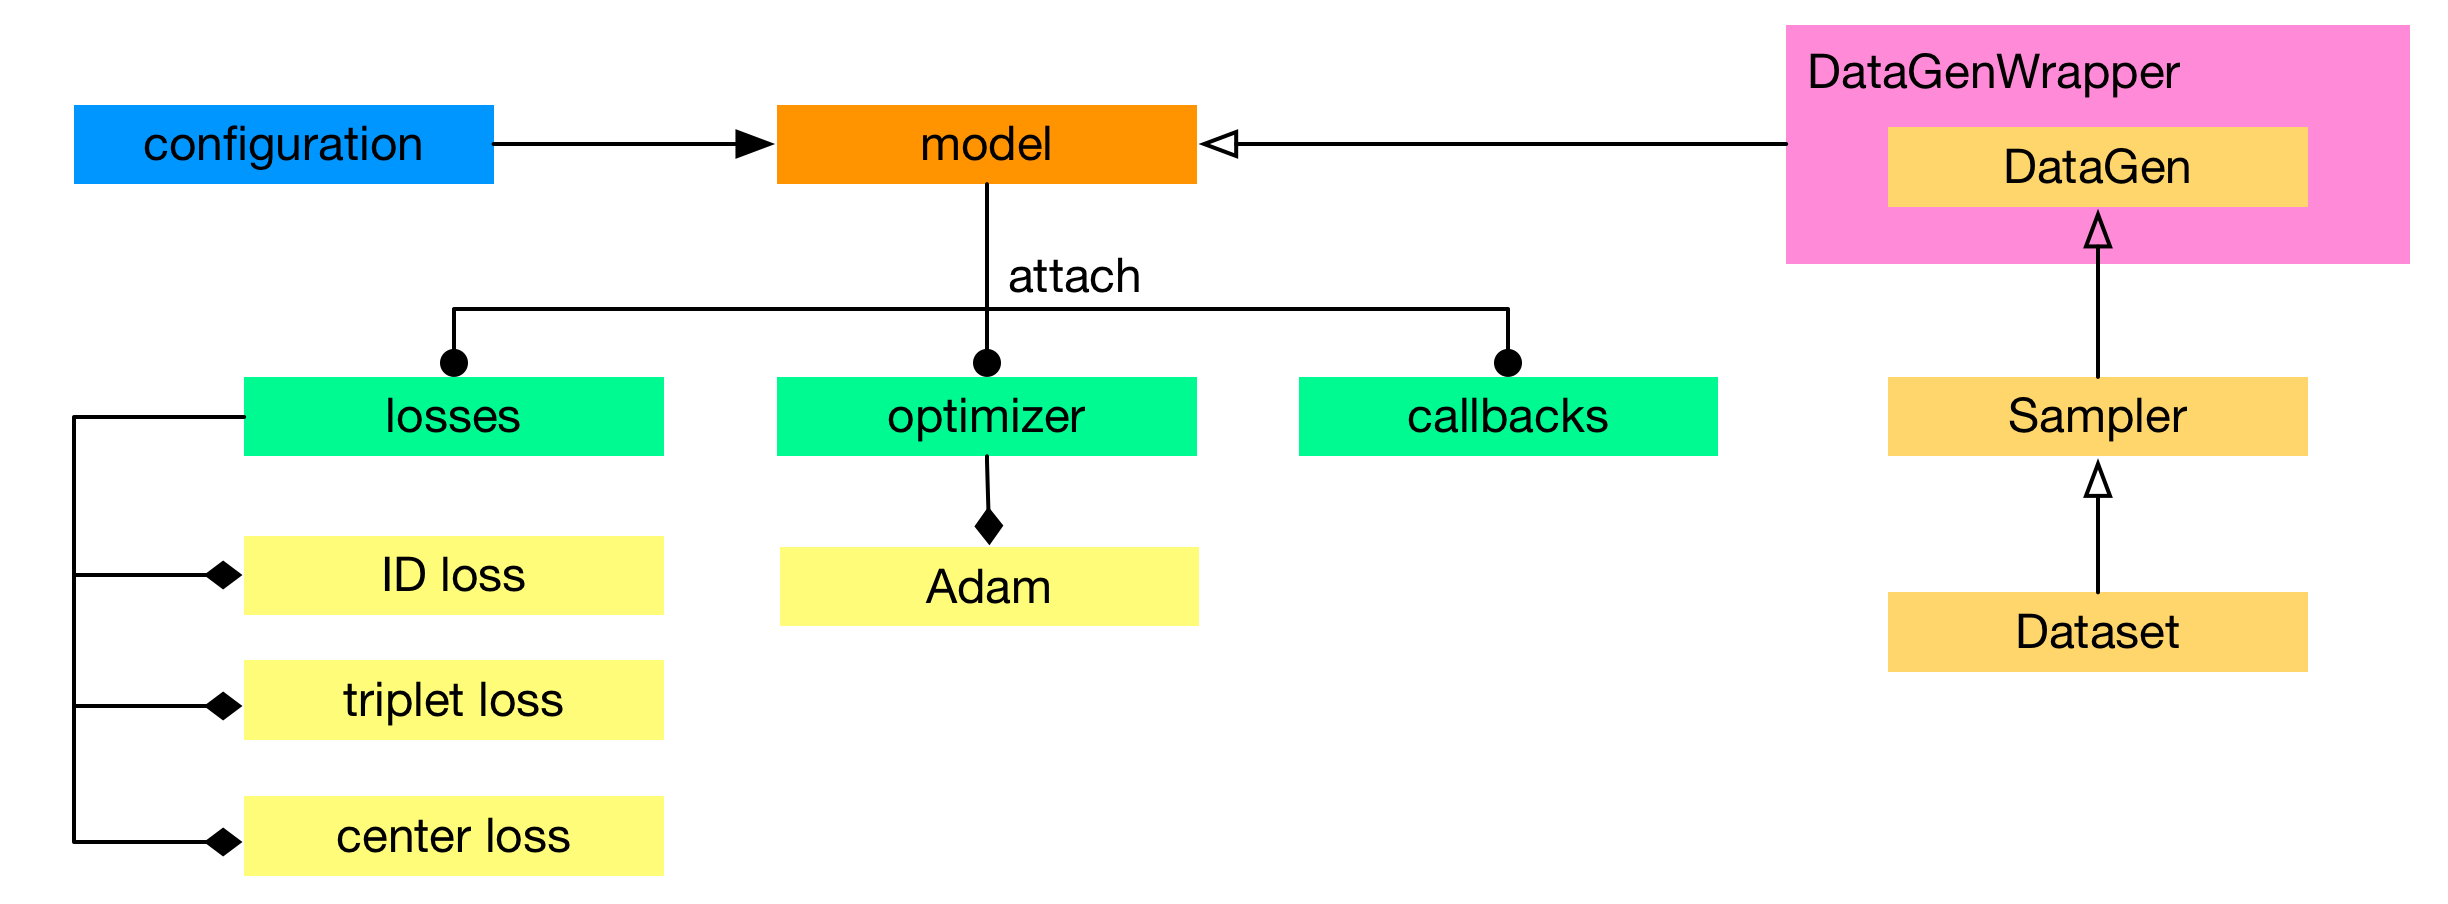 DataGenWrapper
configuration
model
DataGen
attach
losses
optimizer
callbacks
Sampler
ID loss
Adam
Dataset
triplet loss
center loss